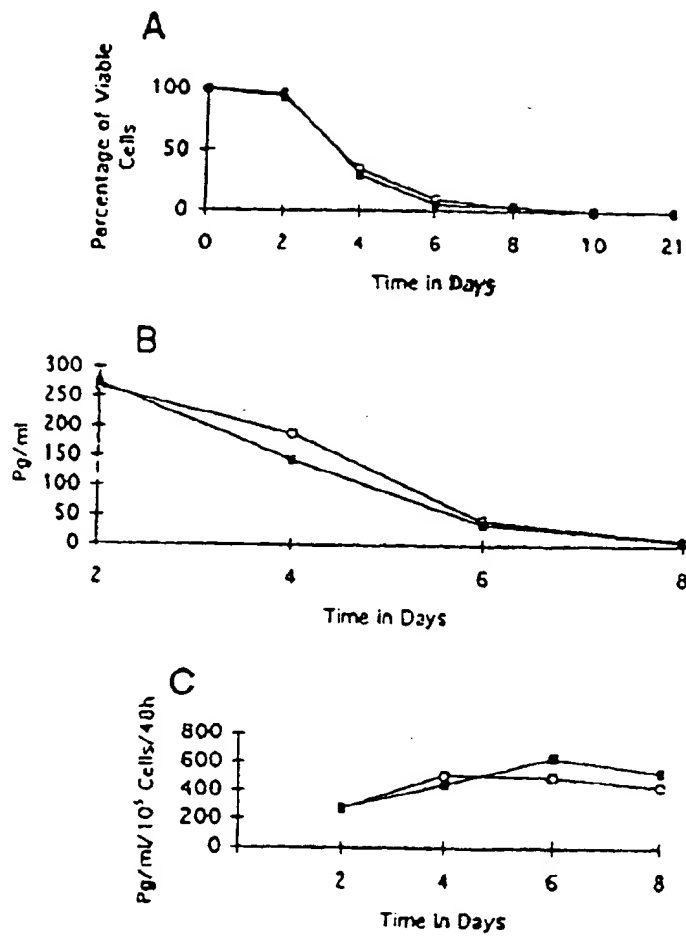 A
Percentage of Viable
Cells
100
50
0
0 2 4 6 8 10 21
Time in Days
B
Pg/ml
300
250
200
150
100
50
0
2 4 6 8
Time in Days
C
Pg/ml/10⁵ Cells/48h
800
600
400
200
0
2 4 6 8
Time in Days